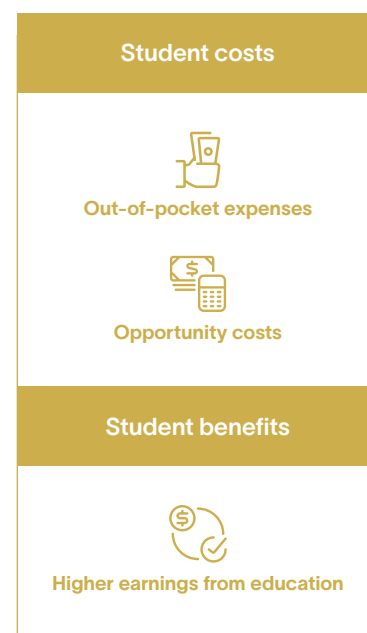 Student costs
Out-of-pocket expenses
Opportunity costs
Student benefits
Higher earnings from education